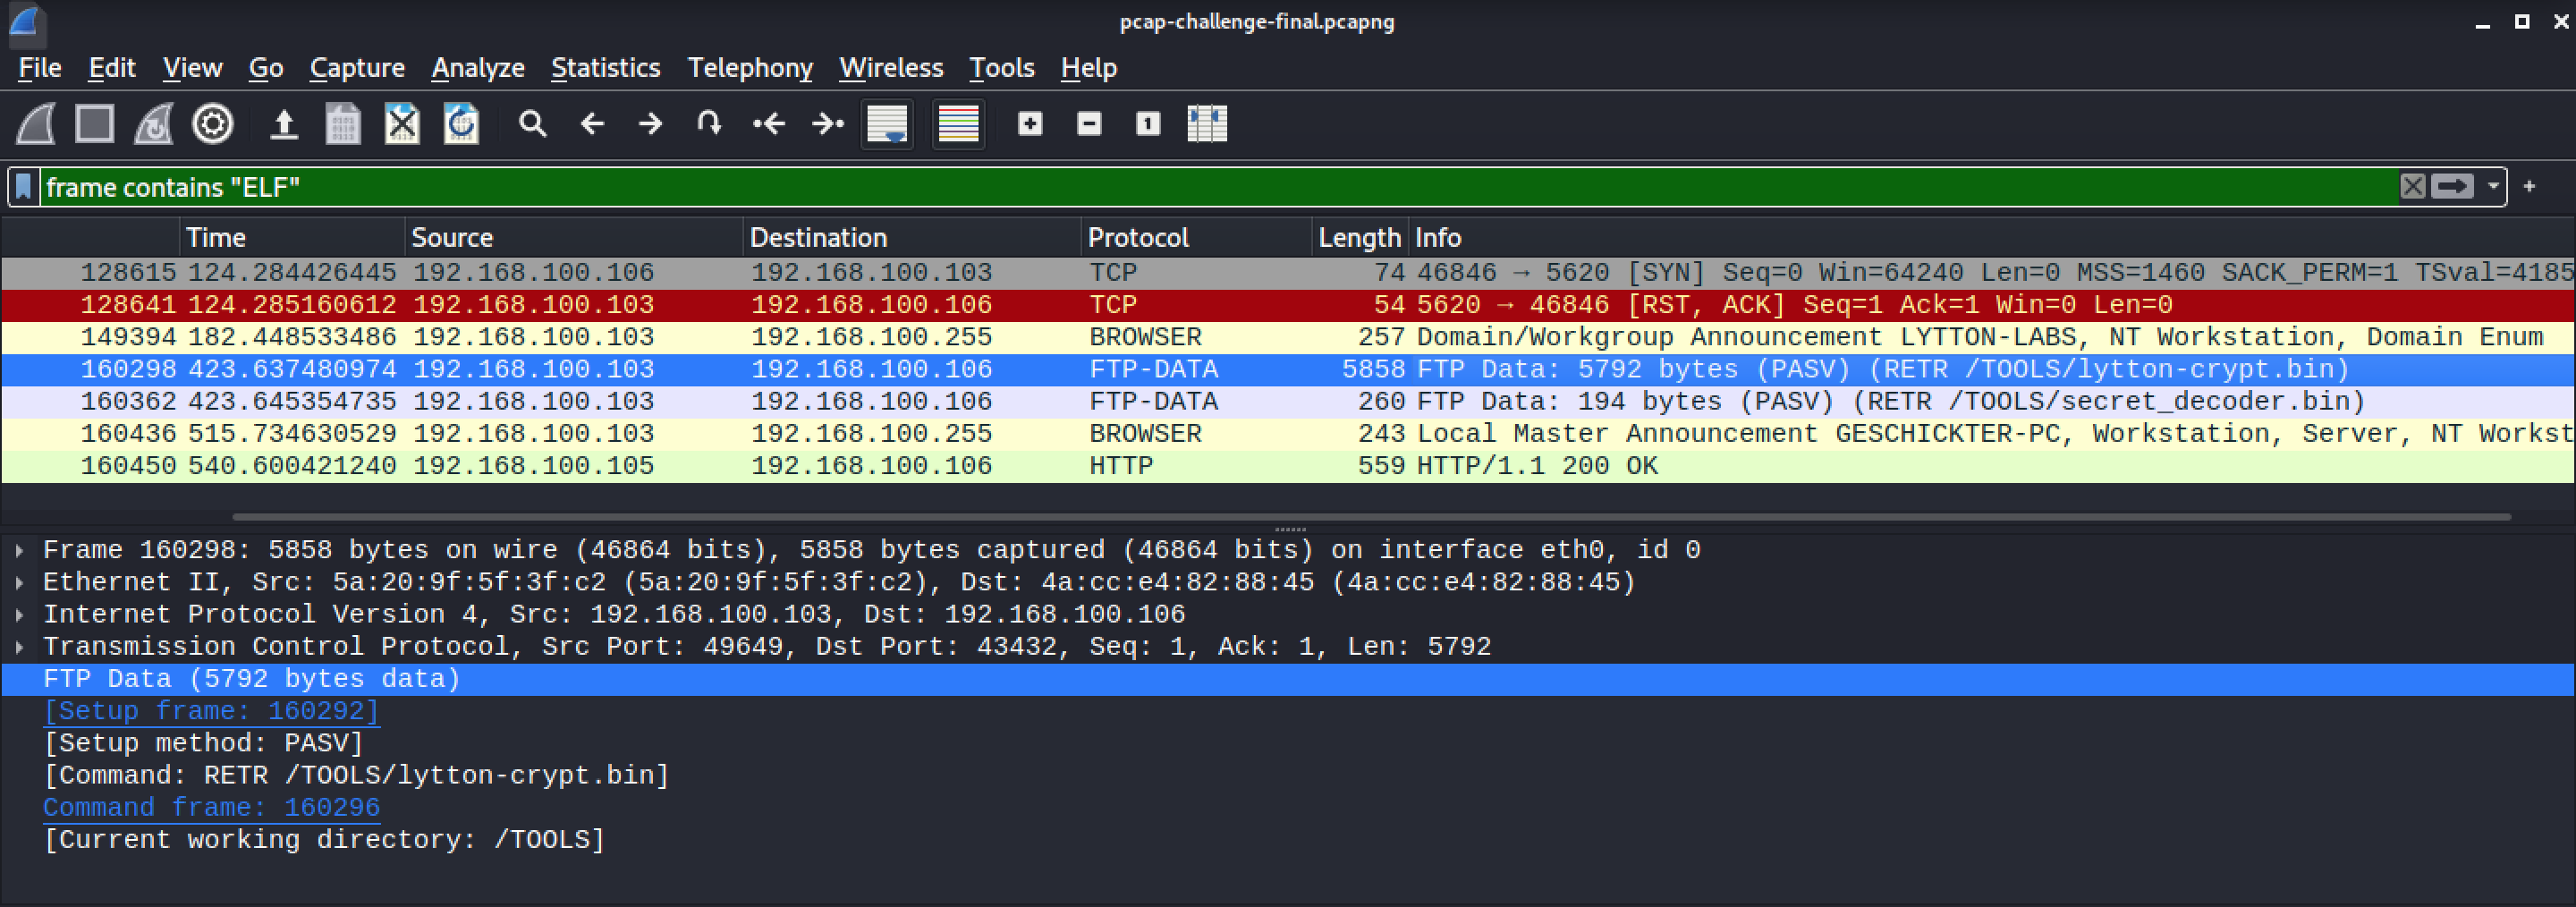 pcap-challenge-final.pcapng
File Edit View Go Capture Analyze Statistics Telephony Wireless Tools Help
frame contains "ELF"
Time Source Destination Protocol Length Info
128615 124.284426445 192.168.100.106 192.168.100.103 TCP 74 46846 → 5620 [SYN] Seq=0 Win=64240 Len=0 MSS=1460 SACK_PERM=1 TSval=4185
128641 124.285160612 192.168.100.103 192.168.100.106 TCP 54 5620 → 46846 [RST, ACK] Seq=1 Ack=1 Win=0 Len=0
149394 182.448533486 192.168.100.103 192.168.100.255 BROWSER 257 Domain/Workgroup Announcement LYTTON-LABS, NT Workstation, Domain Enum
160298 423.637480974 192.168.100.103 192.168.100.106 FTP-DATA 5858 FTP Data: 5792 bytes (PASV) (RETR /TOOLS/lytton-crypt.bin)
160362 423.645354735 192.168.100.103 192.168.100.106 FTP-DATA 260 FTP Data: 194 bytes (PASV) (RETR /TOOLS/secret_decoder.bin)
160436 515.734630529 192.168.100.103 192.168.100.255 BROWSER 243 Local Master Announcement GESCHICKTER-PC, Workstation, Server, NT Workst
160450 540.600421240 192.168.100.105 192.168.100.106 HTTP 559 HTTP/1.1 200 OK
Frame 160298: 5858 bytes on wire (46864 bits), 5858 bytes captured (46864 bits) on interface eth0, id 0
Ethernet II, Src: 5a:20:9f:5f:3f:c2 (5a:20:9f:5f:3f:c2), Dst: 4a:cc:e4:82:88:45 (4a:cc:e4:82:88:45)
Internet Protocol Version 4, Src: 192.168.100.103, Dst: 192.168.100.106
Transmission Control Protocol, Src Port: 49649, Dst Port: 43432, Seq: 1, Ack: 1, Len: 5792
FTP Data (5792 bytes data)
[Setup frame: 160292]
[Setup method: PASV]
[Command: RETR /TOOLS/lytton-crypt.bin]
Command frame: 160296
[Current working directory: /TOOLS]